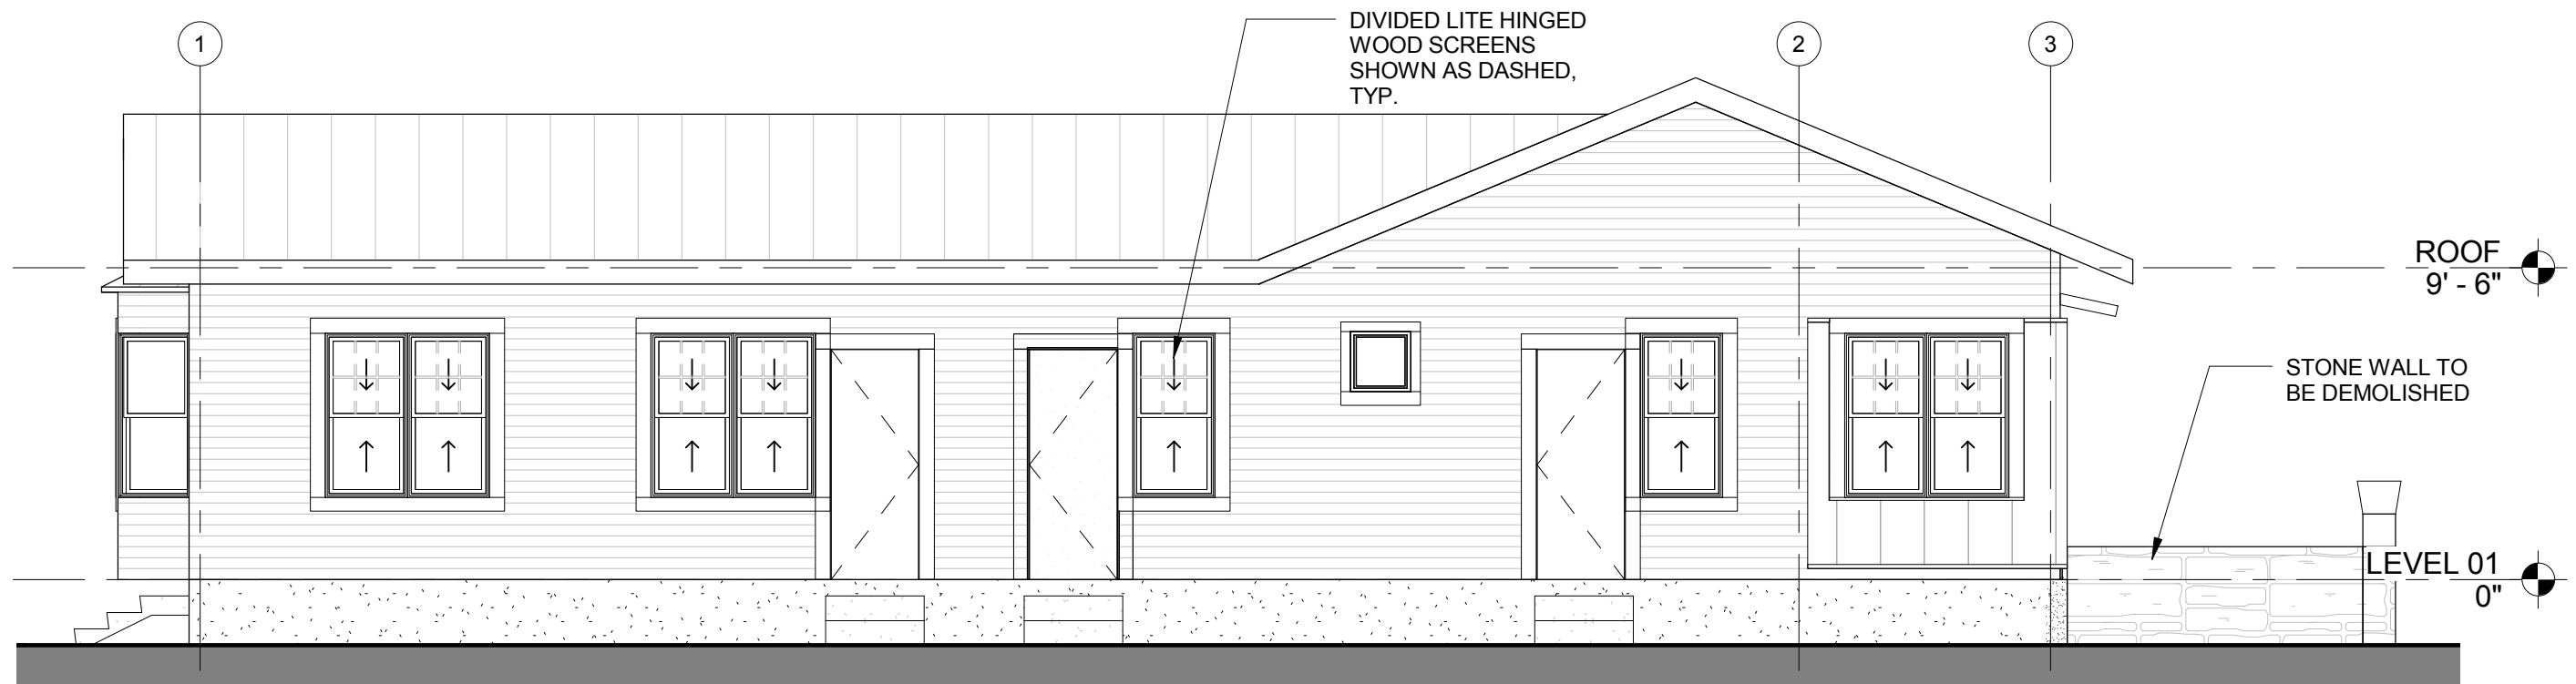 1
DIVIDED LITE HINGED
WOOD SCREENS
SHOWN AS DASHED,
TYP.
2
3
ROOF
9' - 6"
STONE WALL TO
BE DEMOLISHED
LEVEL 01
0"